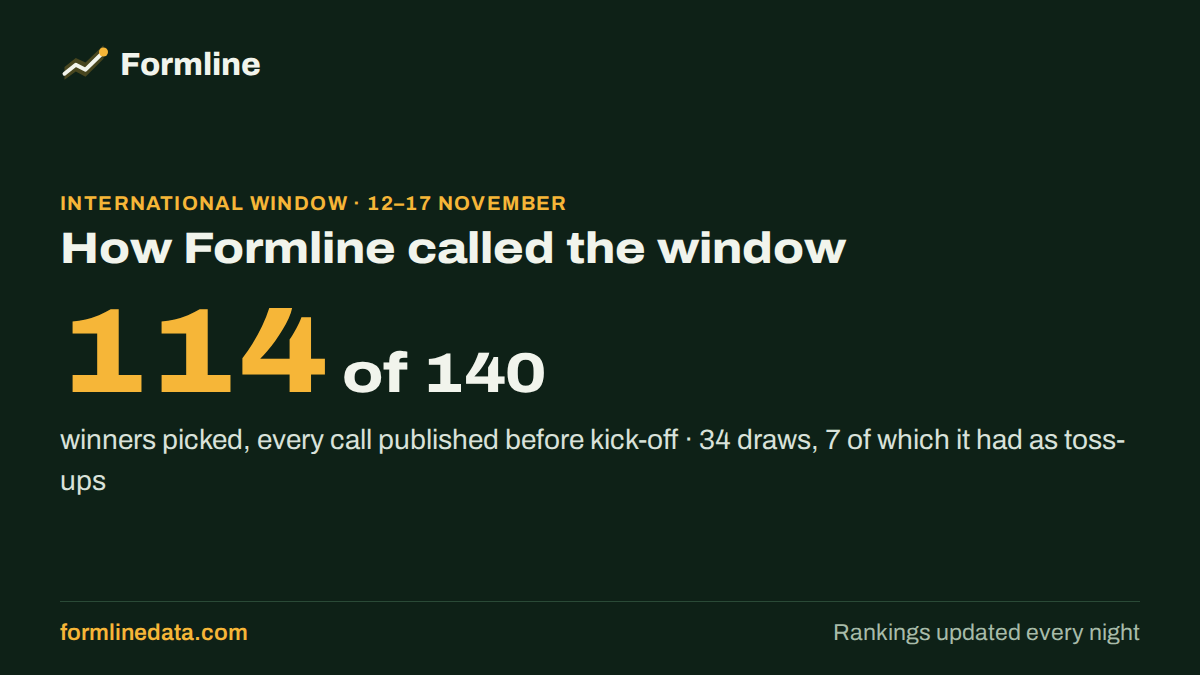 Formline
INTERNATIONAL WINDOW · 12–17 NOVEMBER
How Formline called the window
114 of 140
winners picked, every call published before kick-off · 34 draws, 7 of which it had as toss-
ups
formlinedata.com
Rankings updated every night